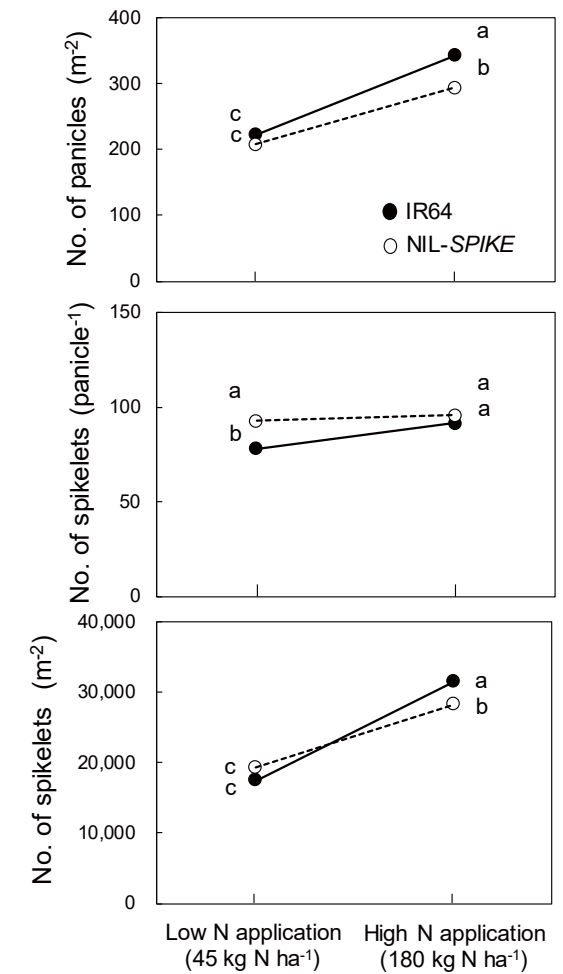 No. of panicles (m-2)
400
300
200
100
0
a
b
c
c
IR64
NIL-SPIKE
No. of spikelets (panicle-1)
150
100
50
0
a
b
a
a
No. of spikelets (m-2)
40,000
30,000
20,000
10,000
0
c
c
a
b
Low N application
(45 kg N ha-1)
High N application
(180 kg N ha-1)